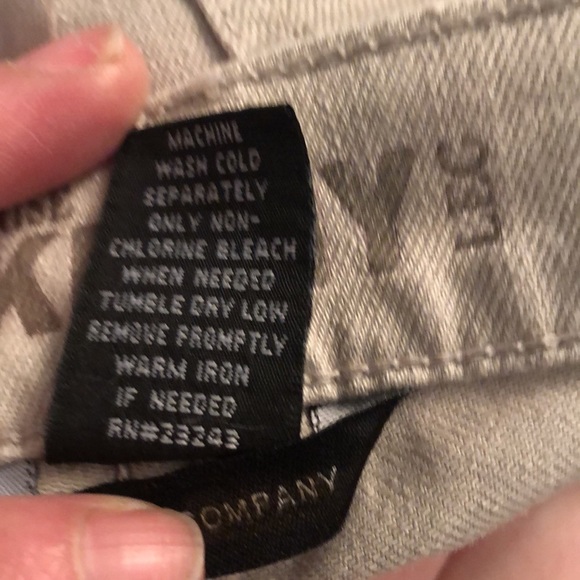 MACHINE
WASH COLD
SEPARATELY
ONLY NON-
CHLORINE BLEACH
WHEN NEEDED
TUMBLE DRY LOW
REMOVE PROMPTLY
WARM IRON
IF NEEDED
RN#23243
COMPANY
LEG